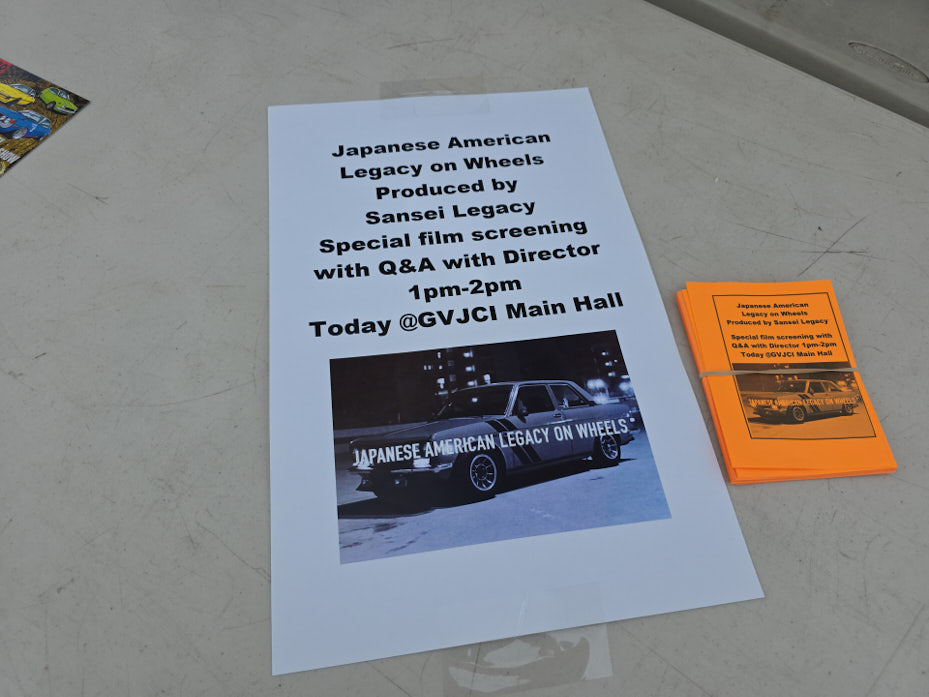 Japanese American
Legacy on Wheels
Produced by
Sansei Legacy
Special film screening
with Q&A with Director
1pm-2pm
Today @GVJCI Main Hall
JAPANESE AMERICAN LEGACY ON WHEELS
Japanese American
Legacy on Wheels
Produced by Sansei Legacy
Special film screening with
Q&A with Director 1pm-2pm
Today @GVJCI Main Hall
JAPANESE AMERICAN LEGACY ON WHEELS